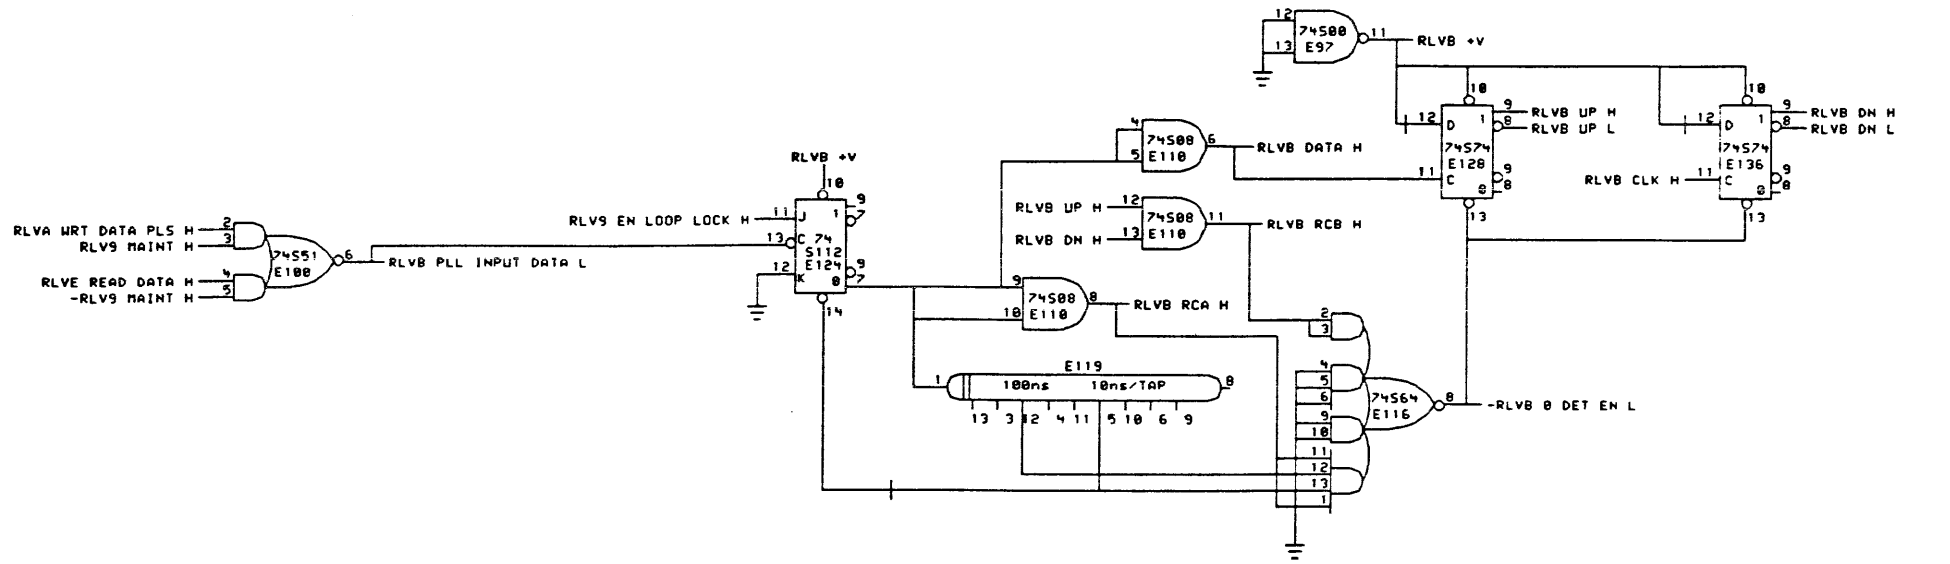 12
13
74S00
E97
11
RLVB +V
10
12
D
1
9
8
RLVB UP H
RLVB UP L
74S74
E128
11
C
0
9
8
13
10
12
D
1
9
8
RLVB DN H
RLVB DN L
74S74
E136
RLVB CLK H
11
C
0
9
8
13
4
5
74S08
E110
6
RLVB DATA H
RLVB UP H
12
RLVB DN H
13
74S08
E110
11
RLVB RCB H
RLVB +V
10
RLV9 EN LOOP LOCK H
11
J
1
9
7
13
C
74
S112
E124
12
K
0
9
7
14
RLVA WRT DATA PLS H
2
RLV9 MAINT H
3
74S51
E100
6
RLVB PLL INPUT DATA L
RLVE READ DATA H
4
-RLV9 MAINT H
5
9
10
74S08
E110
8
RLVB RCA H
E119
1
100ns
10ns/TAP
8
13
3
12
4
11
5
10
6
9
2
3
4
5
6
9
10
11
12
13
1
74S64
E116
8
-RLVB 0 DET EN L